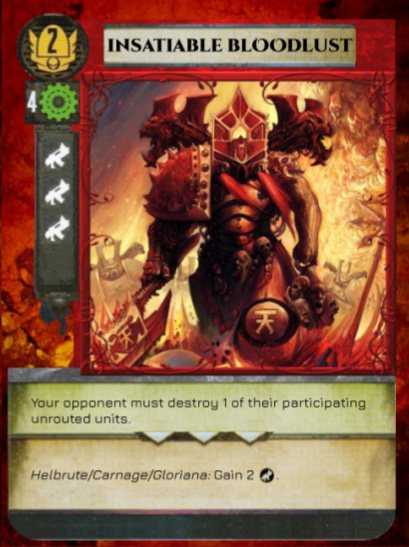 2
INSATIABLE BLOODLUST
4
Your opponent must destroy 1 of their participating
unrouted units.
Helbrute/Carnage/Gloriana: Gain 2 .